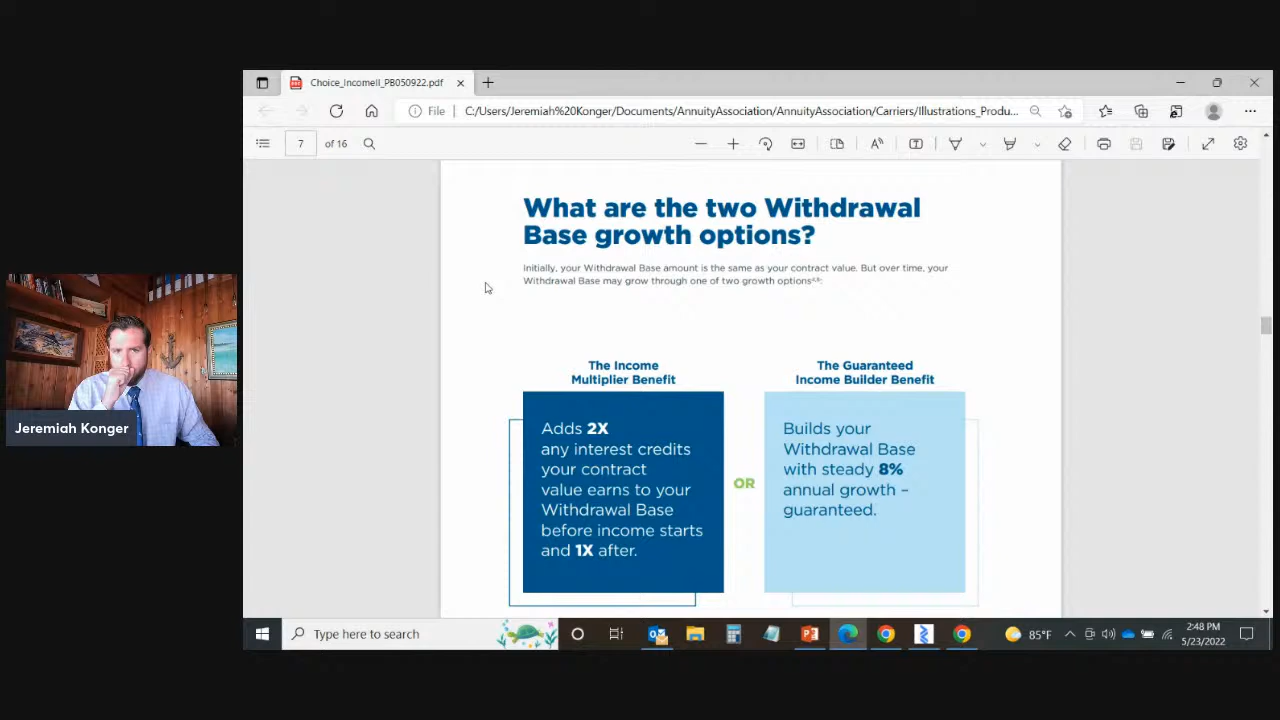 Choice_IncomeII_PB050922.pdf
File
C:/Users/Jeremiah%20Konger/Documents/AnnuityAssociation/AnnuityAssociation/Carriers/Illustrations_Produ...
7 of 16
What are the two Withdrawal
Base growth options?
Initially, your Withdrawal Base amount is the same as your contract value. But over time, your
Withdrawal Base may grow through one of two growth options
The Income
Multiplier Benefit
Adds 2X
any interest credits
your contract
value earns to your
Withdrawal Base
before income starts
and 1X after.
OR
The Guaranteed
Income Builder Benefit
Builds your
Withdrawal Base
with steady 8%
annual growth –
guaranteed.
Jeremiah Konger
Type here to search
85°F
2:48 PM
5/23/2022